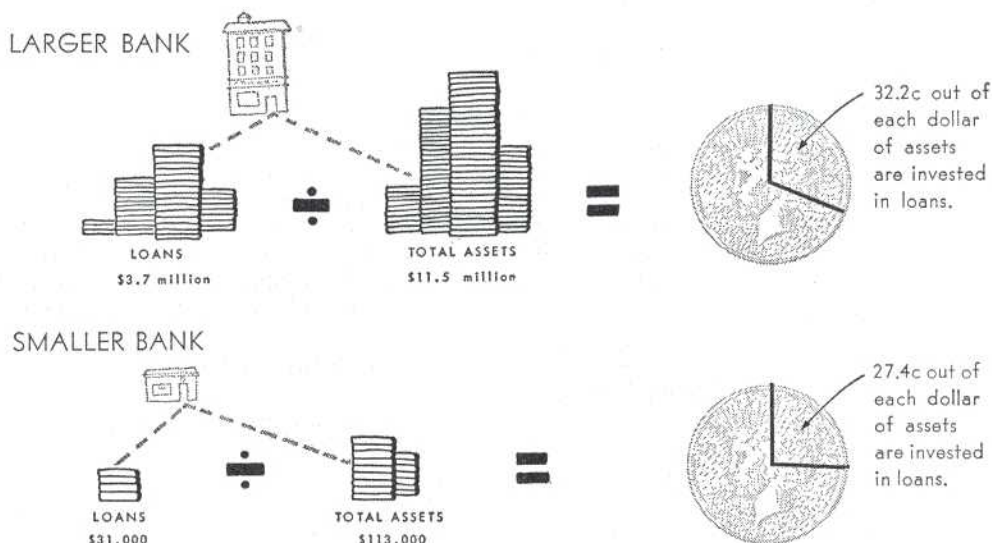 LARGER BANK
LOANS
$3.7 million
TOTAL ASSETS
$11.5 million
32.2c out of
each dollar
of assets
are invested
in loans.
SMALLER BANK
LOANS
$31,000
TOTAL ASSETS
$113,000
27.4c out of
each dollar
of assets
are invested
in loans.